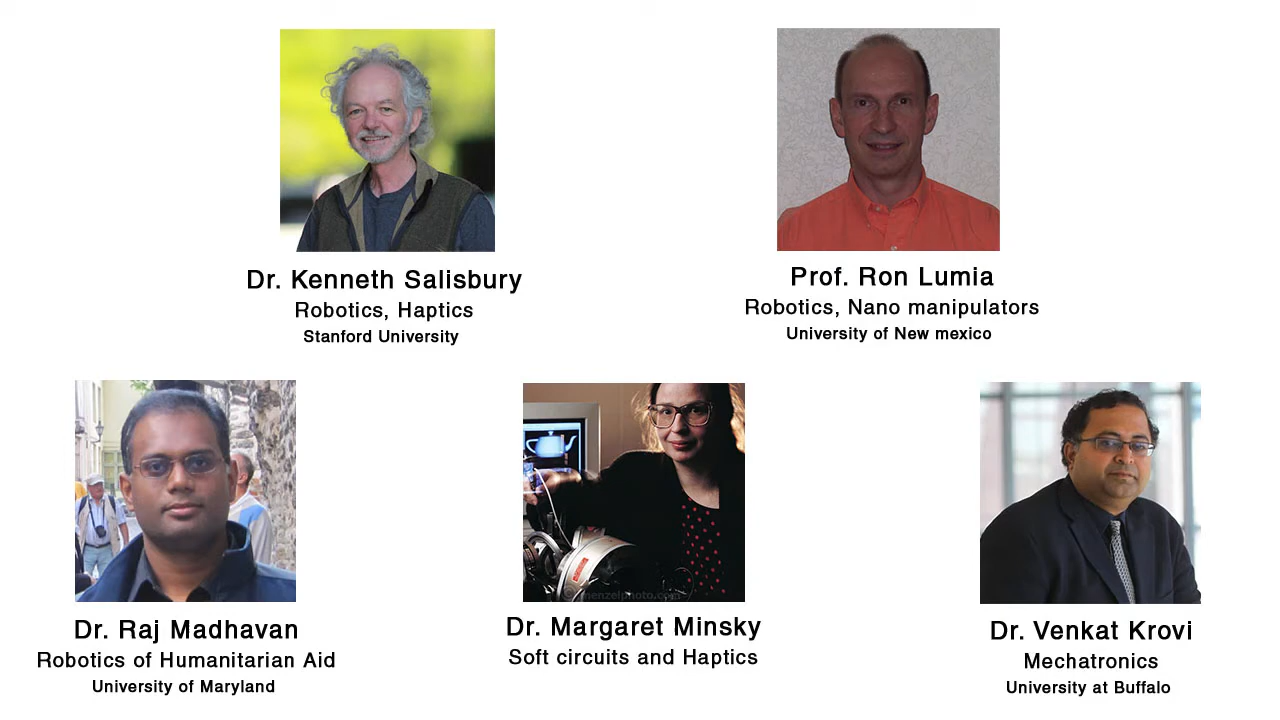 Dr. Kenneth Salisbury
Robotics, Haptics
Stanford University
Prof. Ron Lumia
Robotics, Nano manipulators
University of New mexico
Dr. Raj Madhavan
Robotics of Humanitarian Aid
University of Maryland
menzelphoto.com
Dr. Margaret Minsky
Soft circuits and Haptics
Dr. Venkat Krovi
Mechatronics
University at Buffalo